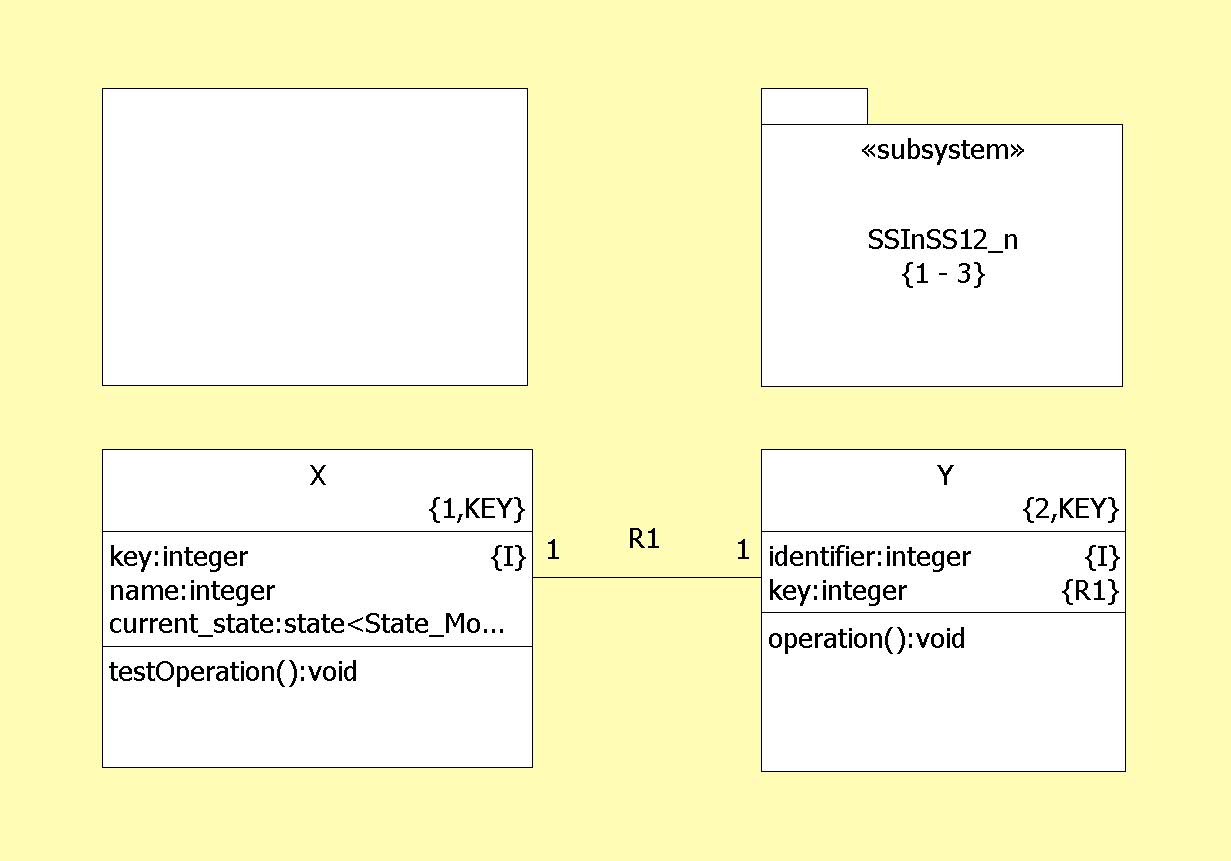 «subsystem»
SSInSS12_n
{1 - 3}
X
{1,KEY}
key:integer {I}
name:integer
current_state:state<State_Mo...
testOperation():void
1 R1 1
Y
{2,KEY}
identifier:integer {I}
key:integer {R1}
operation():void